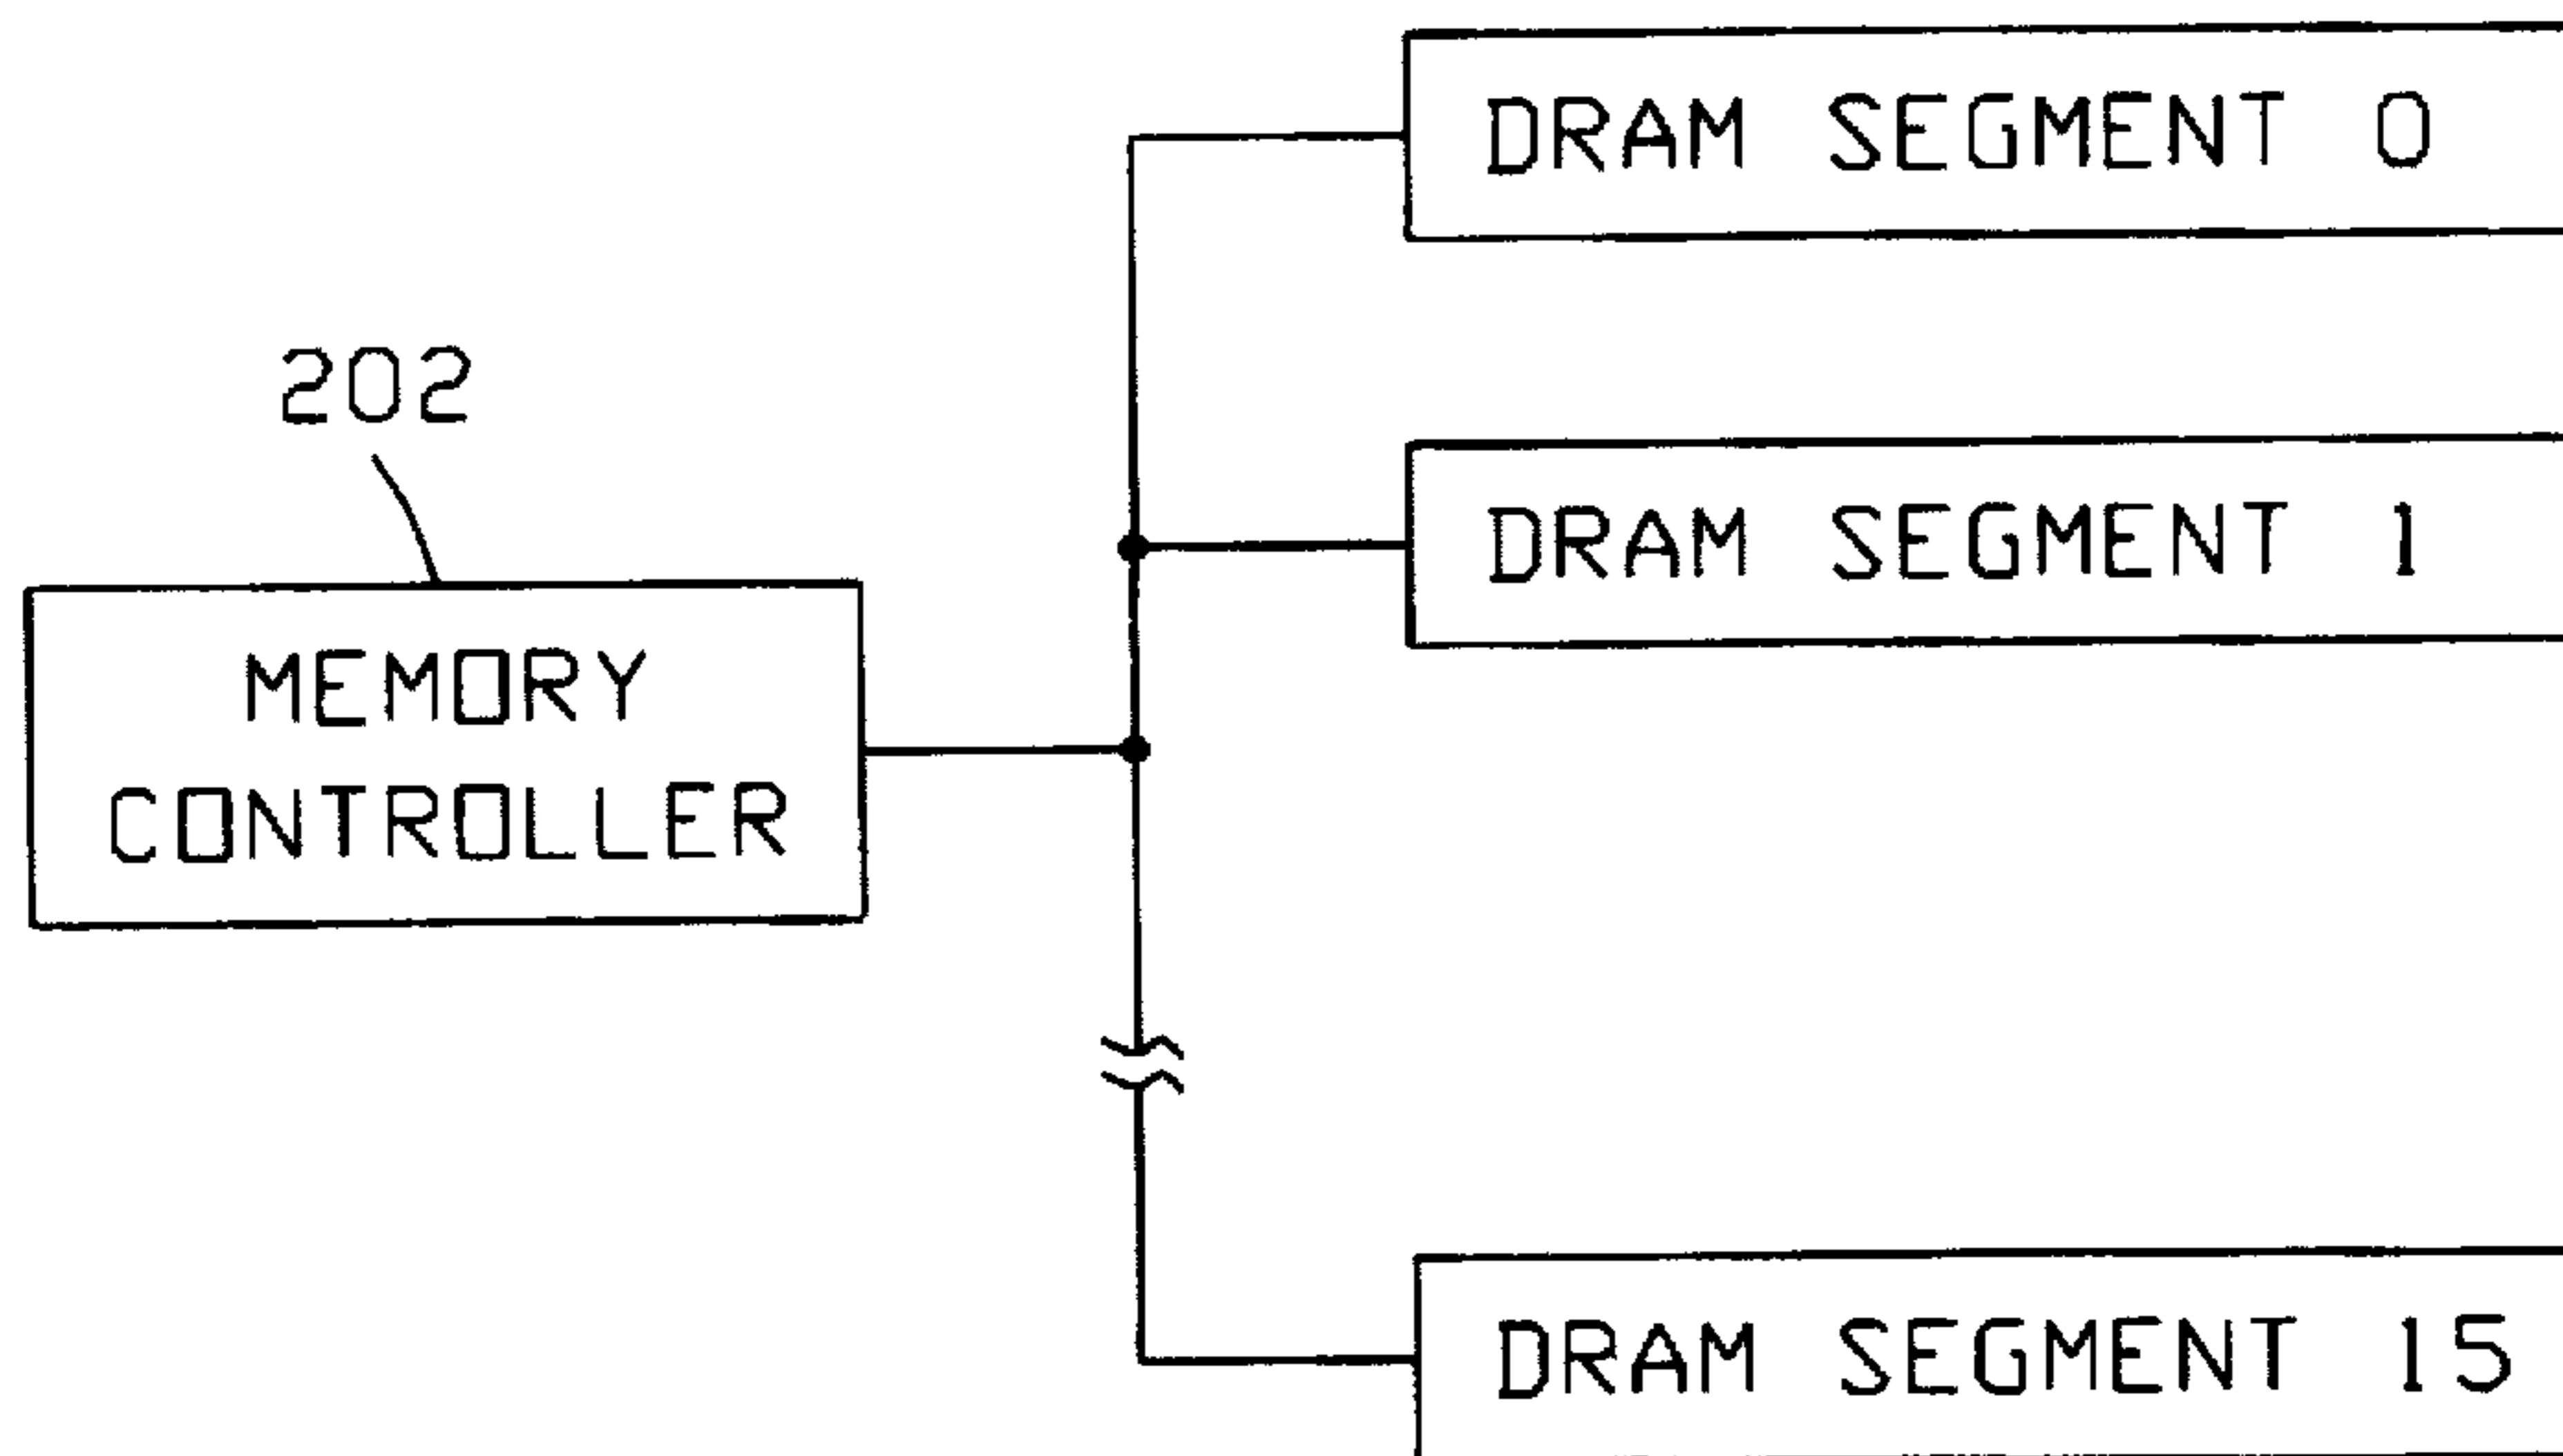 DRAM SEGMENT 0
202
DRAM SEGMENT 1
MEMORY
CONTROLLER
DRAM SEGMENT 15